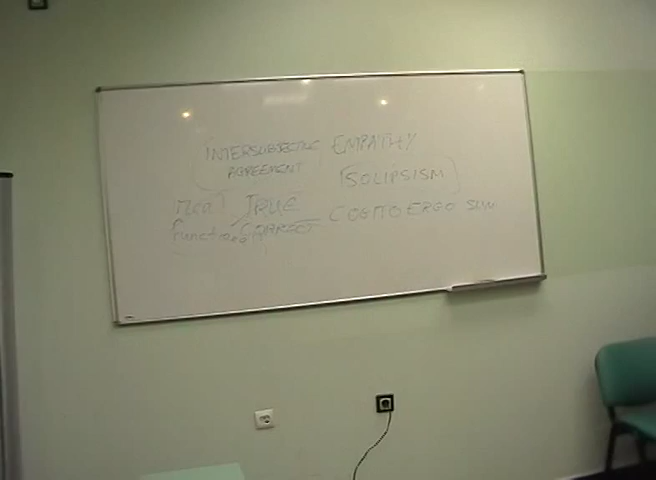 INTERSUBJECTIVE EMPATHY
AGREEMENT
SOLIPSISM
real TRUE
functional CORRECT
COGITO ERGO SUM